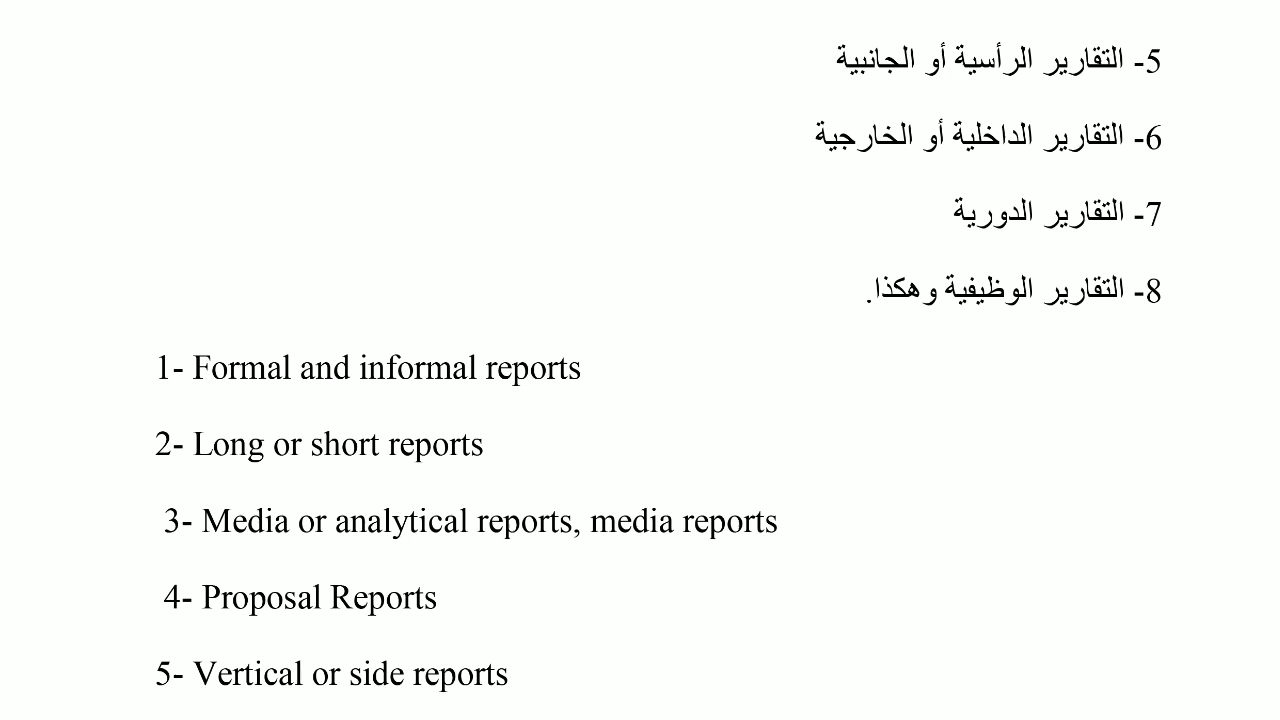 5- التقارير الرأسية أو الجانبية
6- التقارير الداخلية أو الخارجية
7- التقارير الدورية
8- التقارير الوظيفية وهكذا.
1- Formal and informal reports
2- Long or short reports
3- Media or analytical reports, media reports
4- Proposal Reports
5- Vertical or side reports